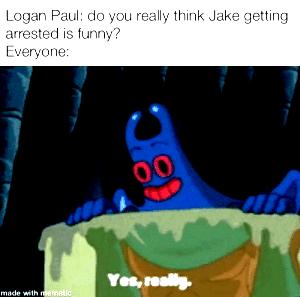 Logan Paul: do you really think Jake getting
arrested is funny?
Everyone:
Yes, really.
made with mematic